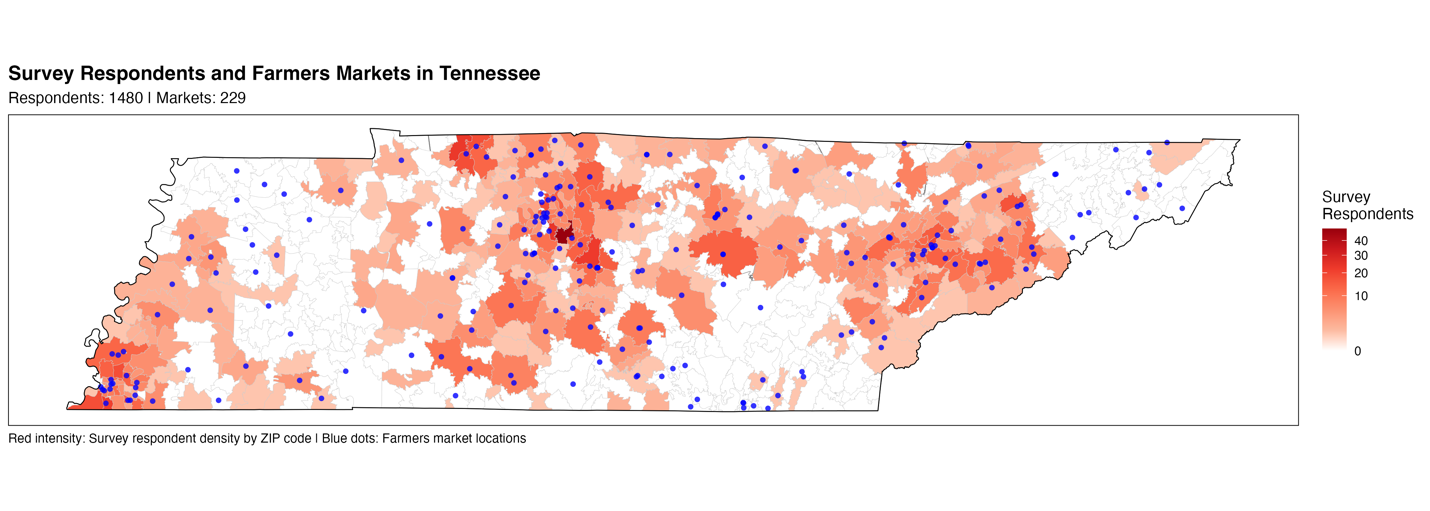 Survey Respondents and Farmers Markets in Tennessee
Respondents: 1480 | Markets: 229
Survey
Respondents
40
30
20
10
0
Red intensity: Survey respondent density by ZIP code | Blue dots: Farmers market locations